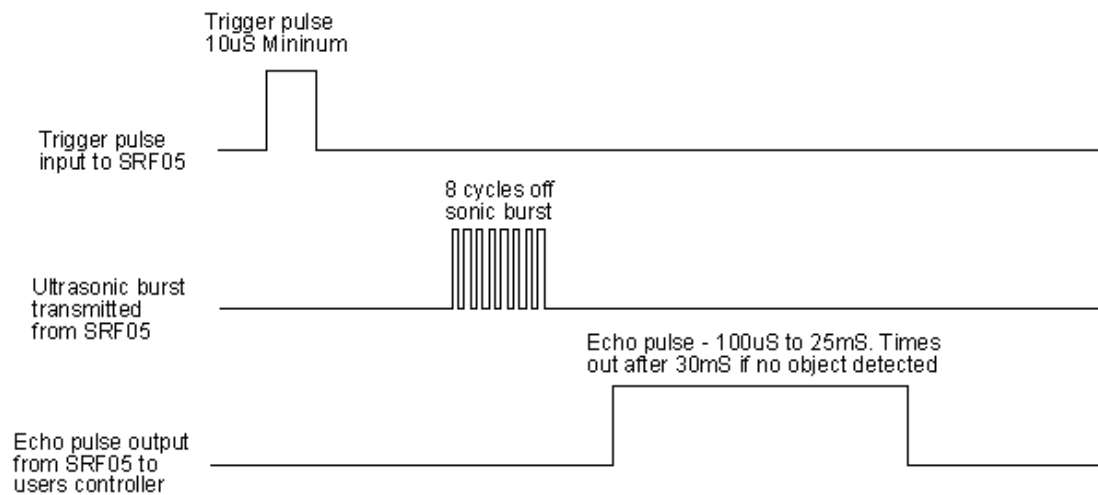 Trigger pulse
10uS Mininum
Trigger pulse
input to SRF05
8 cycles off
sonic burst
Ultrasonic burst
transmitted
from SRF05
Echo pulse - 100uS to 25mS. Times
out after 30mS if no object detected
Echo pulse output
from SRF05 to
users controller